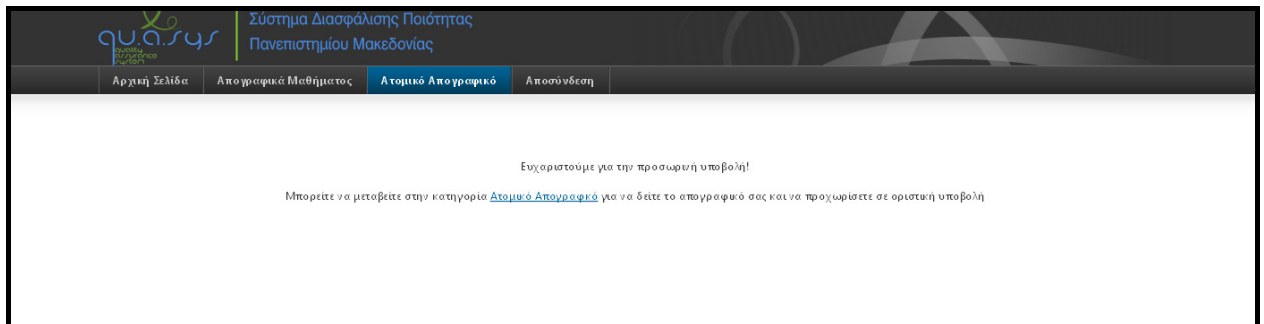 qu.a.sys
quality
assurance
system
Σύστημα Διασφάλισης Ποιότητας
Πανεπιστημίου Μακεδονίας
Αρχική Σελίδα Απογραφικά Μαθήματος Ατομικό Απογραφικό Αποσύνδεση
Ευχαριστούμε για την προσωρινή υποβολή!
Μπορείτε να μεταβείτε στην κατηγορία Ατομικό Απογραφκό για να δείτε το απογραφικό σας και να προχωρίσετε σε οριστική υποβολή